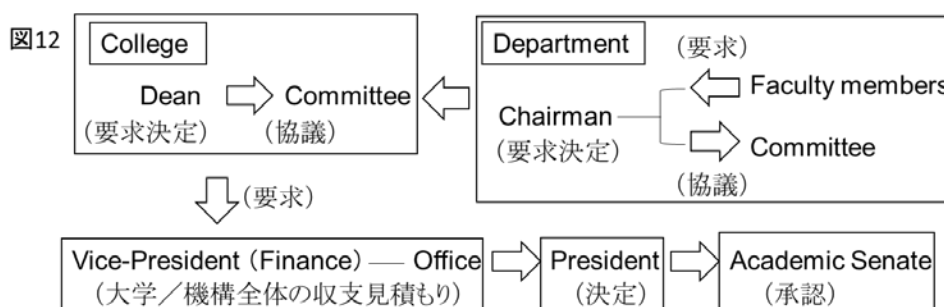 図12
College
Dean
(要求決定)
Committee
(協議)
Department
(要求)
Faculty members
Chairman
(要求決定)
Committee
(協議)
(要求)
Vice-President (Finance) — Office
(大学/機構全体の収支見積もり)
President
(決定)
Academic Senate
(承認)